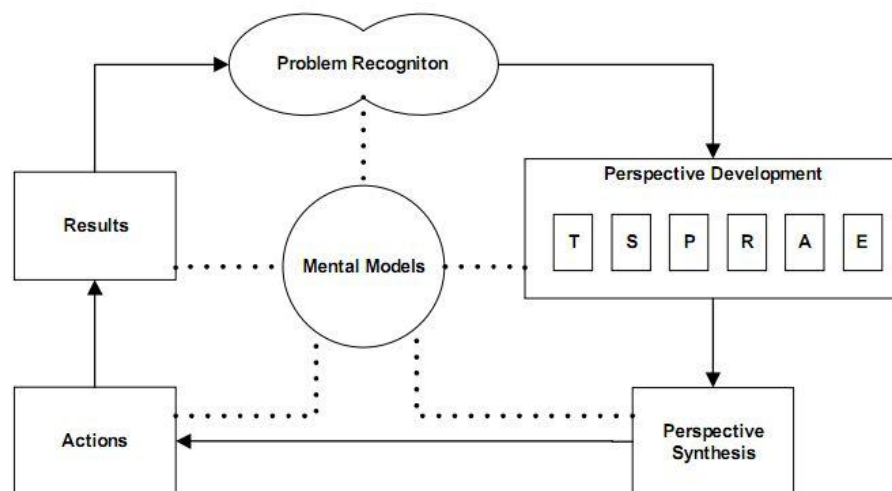 Problem Recogniton
Perspective Development
T S P R A E
Results
Mental Models
Actions
Perspective
Synthesis